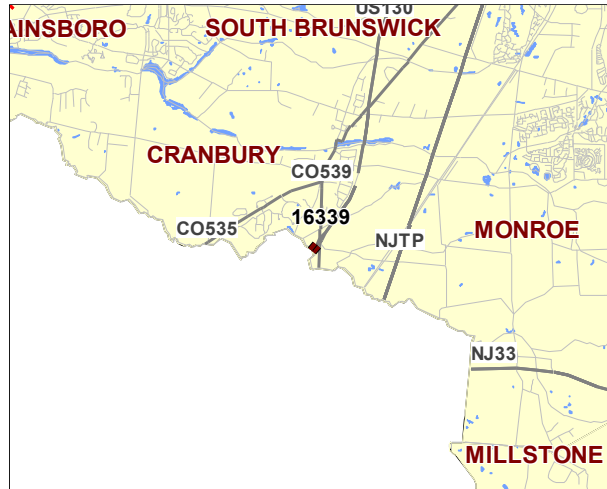 US130
AINSBORO
SOUTH BRUNSWICK
CRANBURY
CO539
16339
CO535
NJTP
MONROE
NJ33
MILLSTONE